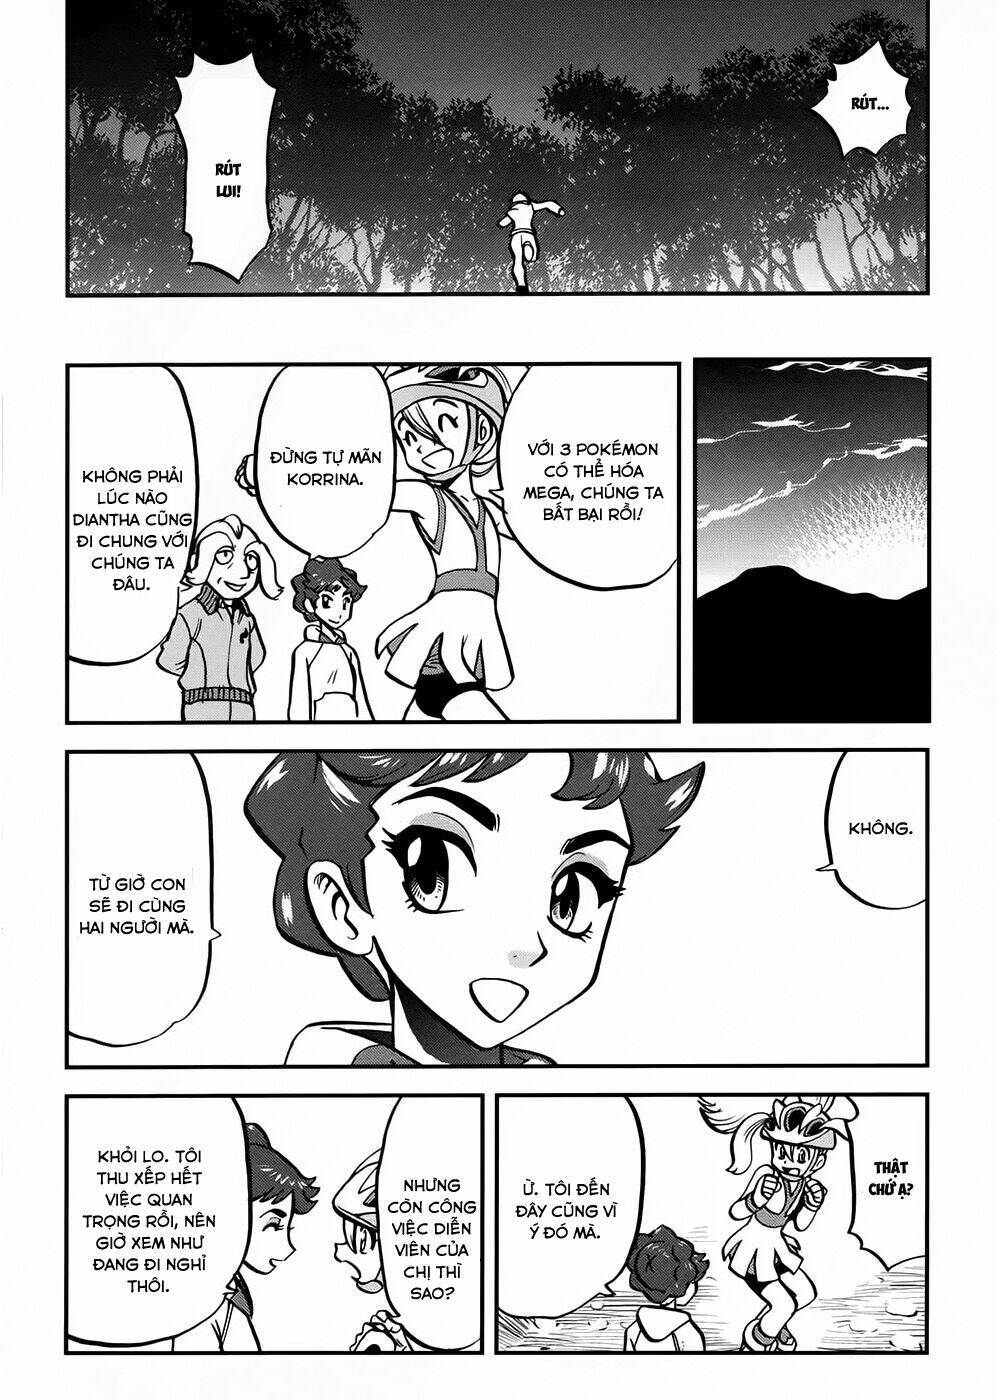 RÚT...
RÚT
LUI!
VỚI 3 POKÉMON
CÓ THỂ HÓA
MEGA, CHÚNG TA
BẤT BẠI RỒI!
ĐỪNG TỰ MÃN
KORRINA.
KHÔNG PHẢI
LÚC NÀO
DIANTHA CŨNG
ĐI CHUNG VỚI
CHÚNG TA
ĐÂU.
KHÔNG.
TỪ GIỜ CON
SẼ ĐI CÙNG
HAI NGƯỜI MÀ.
THẬT
CHỨ Ạ?
Ừ. TÔI ĐẾN
ĐÂY CŨNG VÌ
Ý ĐÓ MÀ.
NHƯNG
CÒN CÔNG
VIỆC DIỄN
VIÊN CỦA
CHỊ THÌ
SAO?
KHỎI LO. TÔI
THU XẾP HẾT
VIỆC QUAN
TRỌNG RỒI, NÊN
GIỜ XEM NHƯ
ĐANG ĐI NGHỈ
THÔI.